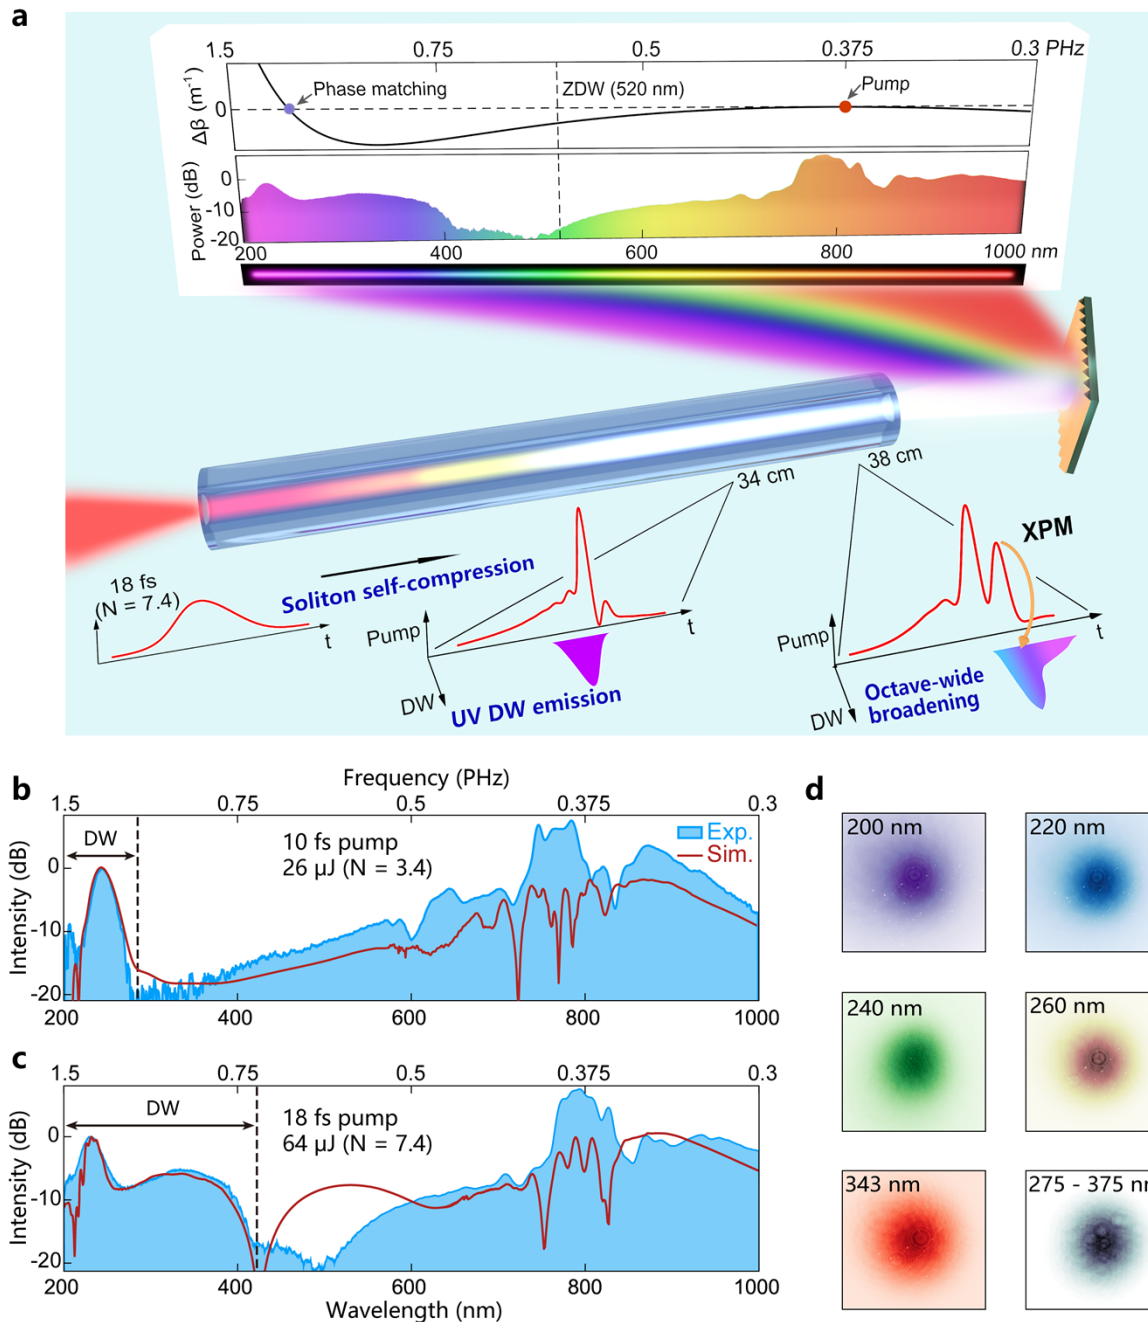 a
1.5 0.75 0.5 0.375 0.3 PHz
Δβ (m⁻¹)
0
Phase matching
ZDW (520 nm)
Pump
Power (dB)
0
-10
-20
200 400 600 800 1000 nm
34 cm
38 cm
18 fs
(N = 7.4)
t
Soliton self-compression
Pump
t
DW
UV DW emission
XPM
Pump
t
DW
Octave-wide
broadening
b
Frequency (PHz)
1.5 0.75 0.5 0.375 0.3
DW
10 fs pump
26 μJ (N = 3.4)
Exp.
Sim.
Intensity (dB)
0
-10
-20
200 400 600 800 1000
c
1.5 0.75 0.5 0.375 0.3
DW
18 fs pump
64 μJ (N = 7.4)
Intensity (dB)
0
-10
-20
200 400 600 800 1000
Wavelength (nm)
d
200 nm
220 nm
240 nm
260 nm
343 nm
275 - 375 nm